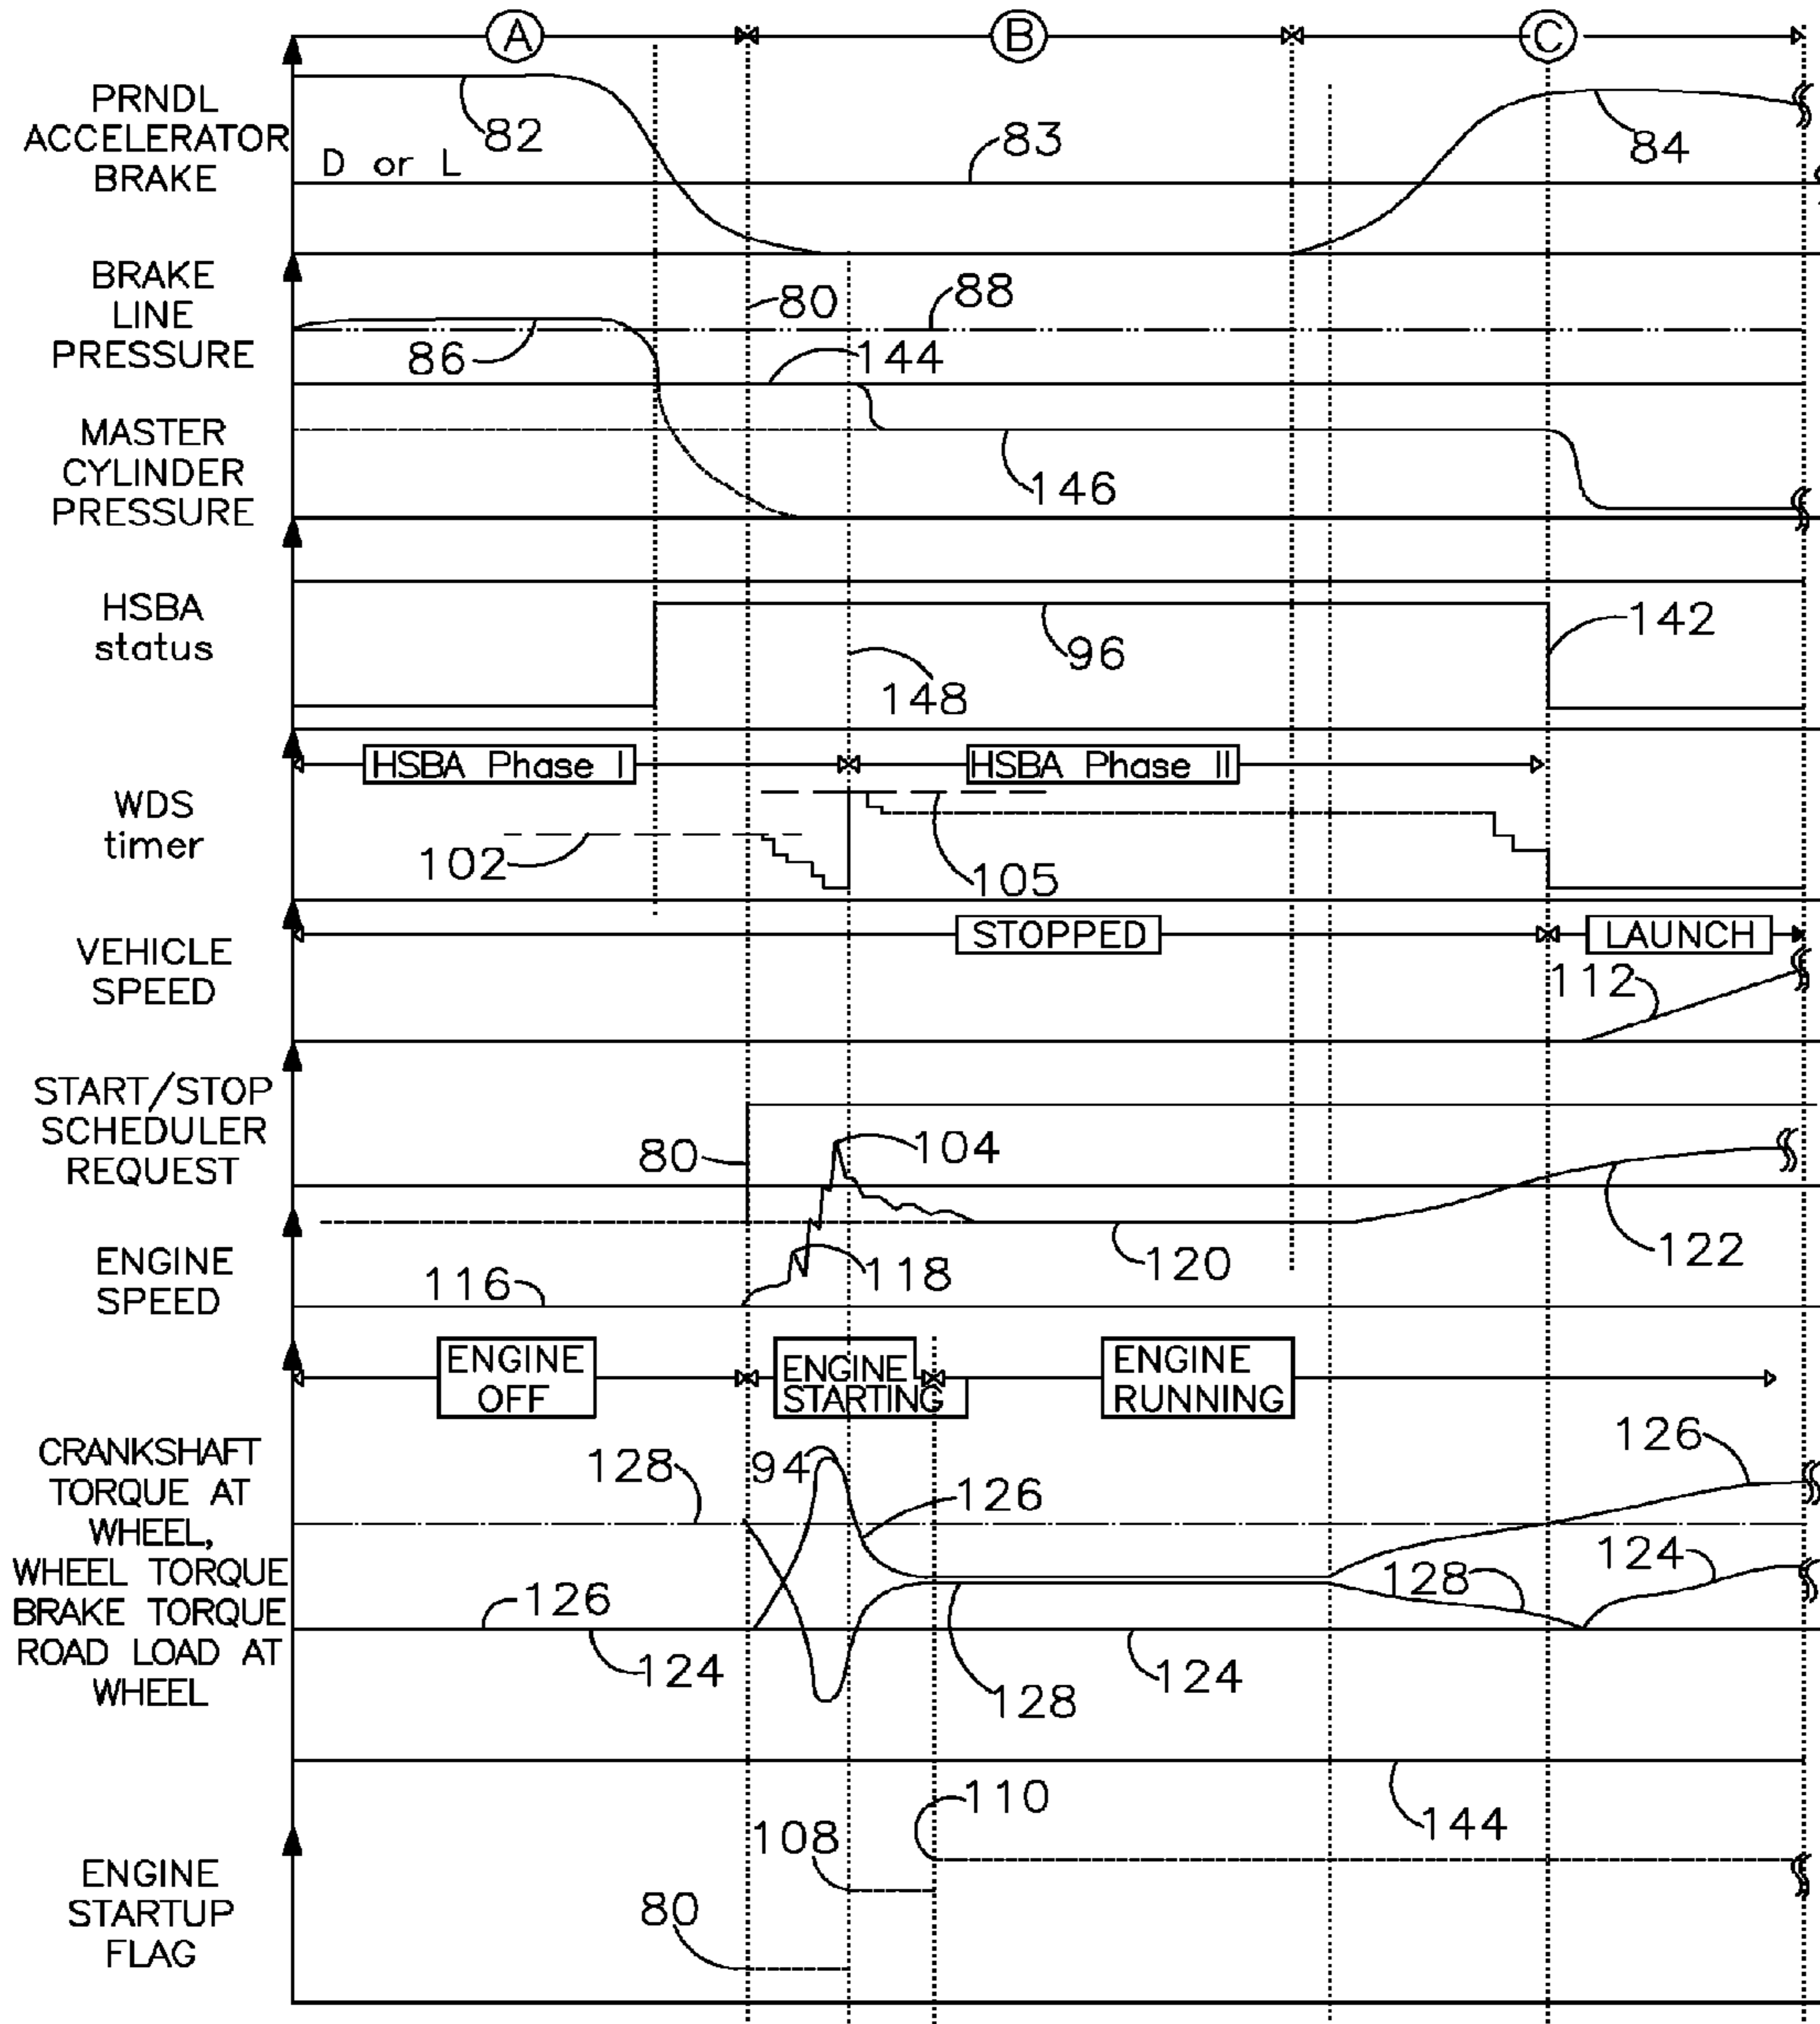 A
B
C
PRNDL
ACCELERATOR
BRAKE
82
D or L
83
84
BRAKE
LINE
PRESSURE
80
88
86
144
MASTER
CYLINDER
PRESSURE
146
HSBA
status
96
142
148
HSBA Phase I
HSBA Phase II
WDS
timer
102
105
VEHICLE
SPEED
STOPPED
LAUNCH
112
START/STOP
SCHEDULER
REQUEST
80
104
ENGINE
SPEED
116
118
120
122
ENGINE
OFF
ENGINE
STARTING
ENGINE
RUNNING
CRANKSHAFT
TORQUE AT
WHEEL,
WHEEL TORQUE
BRAKE TORQUE
ROAD LOAD AT
WHEEL
128
94
126
126
126
124
128
124
128
124
144
110
108
ENGINE
STARTUP
FLAG
80